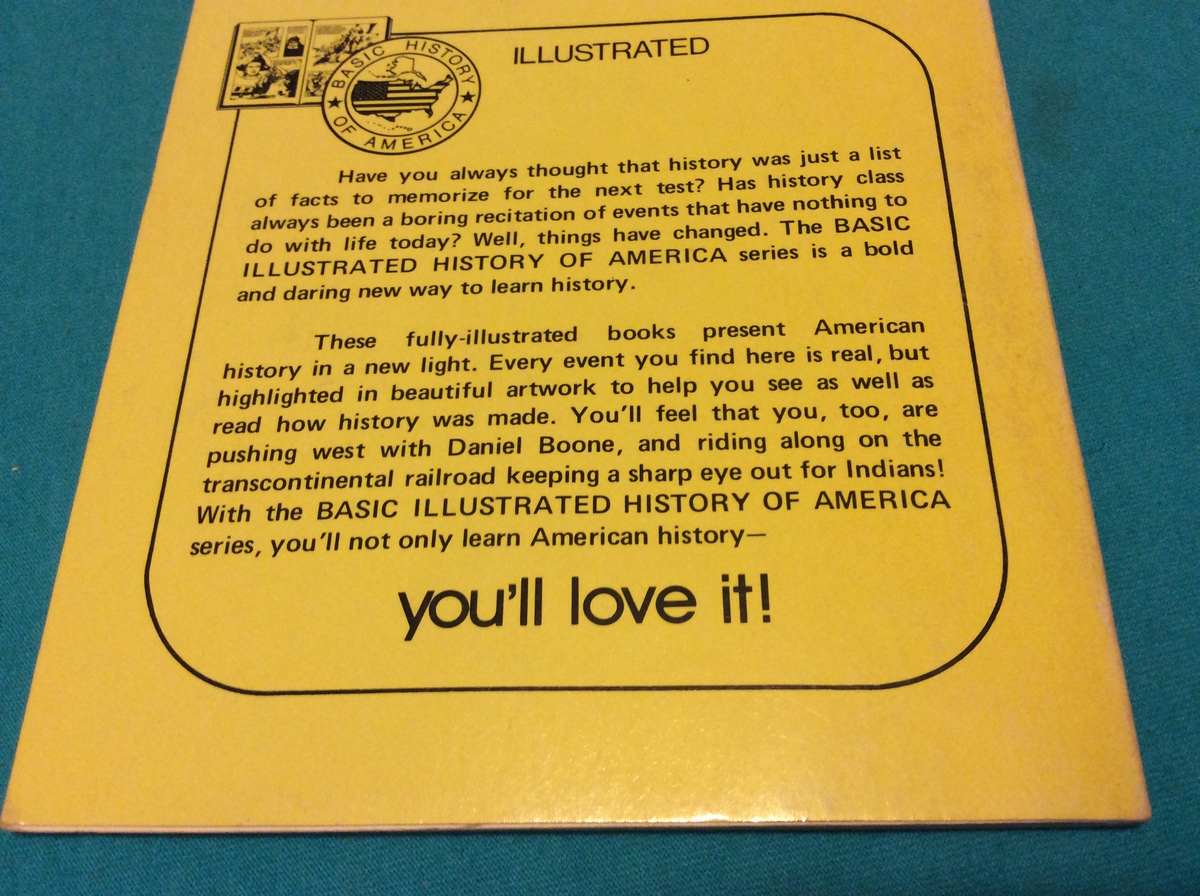 BASIC HISTORY
OF AMERICA
ILLUSTRATED
Have you always thought that history was just a list
of facts to memorize for the next test? Has history class
always been a boring recitation of events that have nothing to
do with life today? Well, things have changed. The BASIC
ILLUSTRATED HISTORY OF AMERICA series is a bold
and daring new way to learn history.
These fully-illustrated books present American
history in a new light. Every event you find here is real, but
highlighted in beautiful artwork to help you see as well as
read how history was made. You'll feel that you, too, are
pushing west with Daniel Boone, and riding along on the
transcontinental railroad keeping a sharp eye out for Indians!
With the BASIC ILLUSTRATED HISTORY OF AMERICA
series, you'll not only learn American history—
you'll love it!